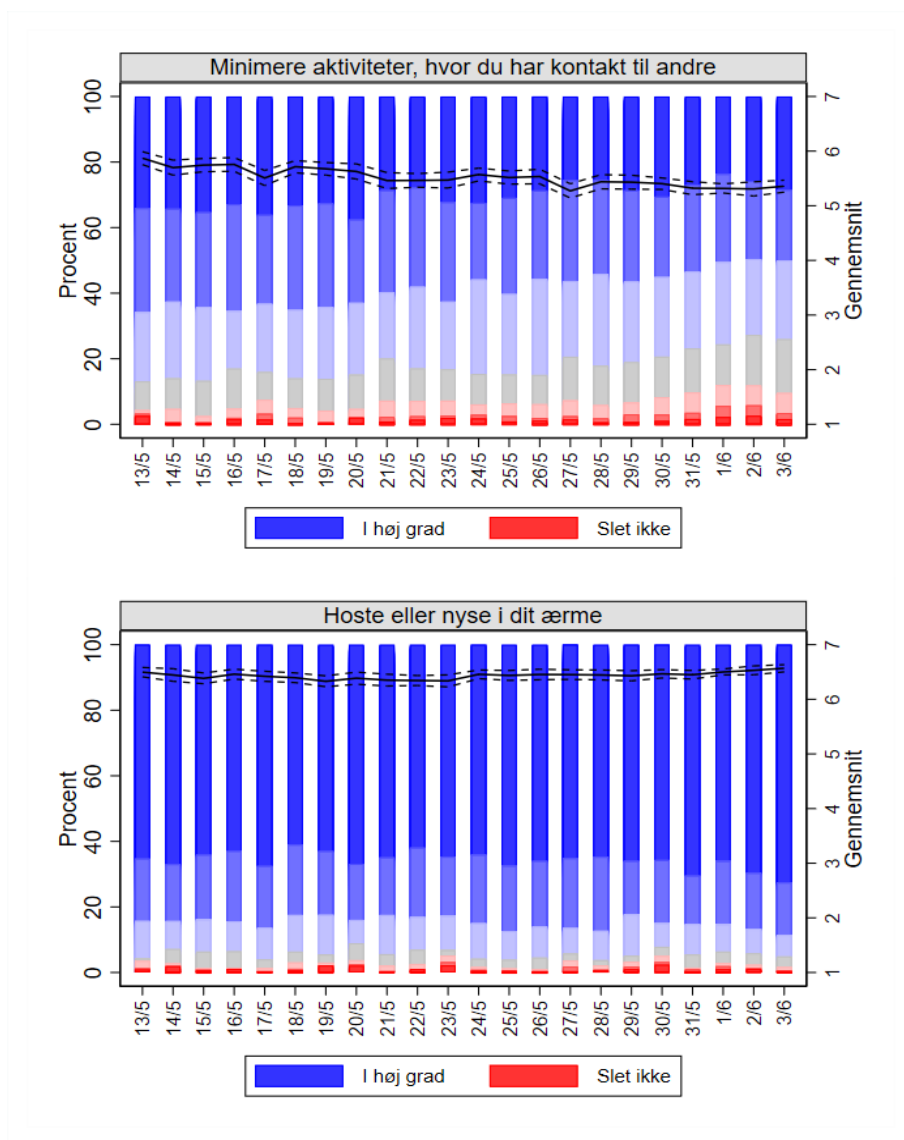 Minimere aktiviteter, hvor du har kontakt til andre
Procent
100
80
60
40
20
0
7
6
5
4
3
2
1
Gennemsnit
13/5 14/5 15/5 16/5 17/5 18/5 19/5 20/5 21/5 22/5 23/5 24/5 25/5 26/5 27/5 28/5 29/5 30/5 31/5 1/6 2/6 3/6
I høj grad Slet ikke
Hoste eller nyse i dit ærme
Procent
100
80
60
40
20
0
7
6
5
4
3
2
1
Gennemsnit
13/5 14/5 15/5 16/5 17/5 18/5 19/5 20/5 21/5 22/5 23/5 24/5 25/5 26/5 27/5 28/5 29/5 30/5 31/5 1/6 2/6 3/6
I høj grad Slet ikke